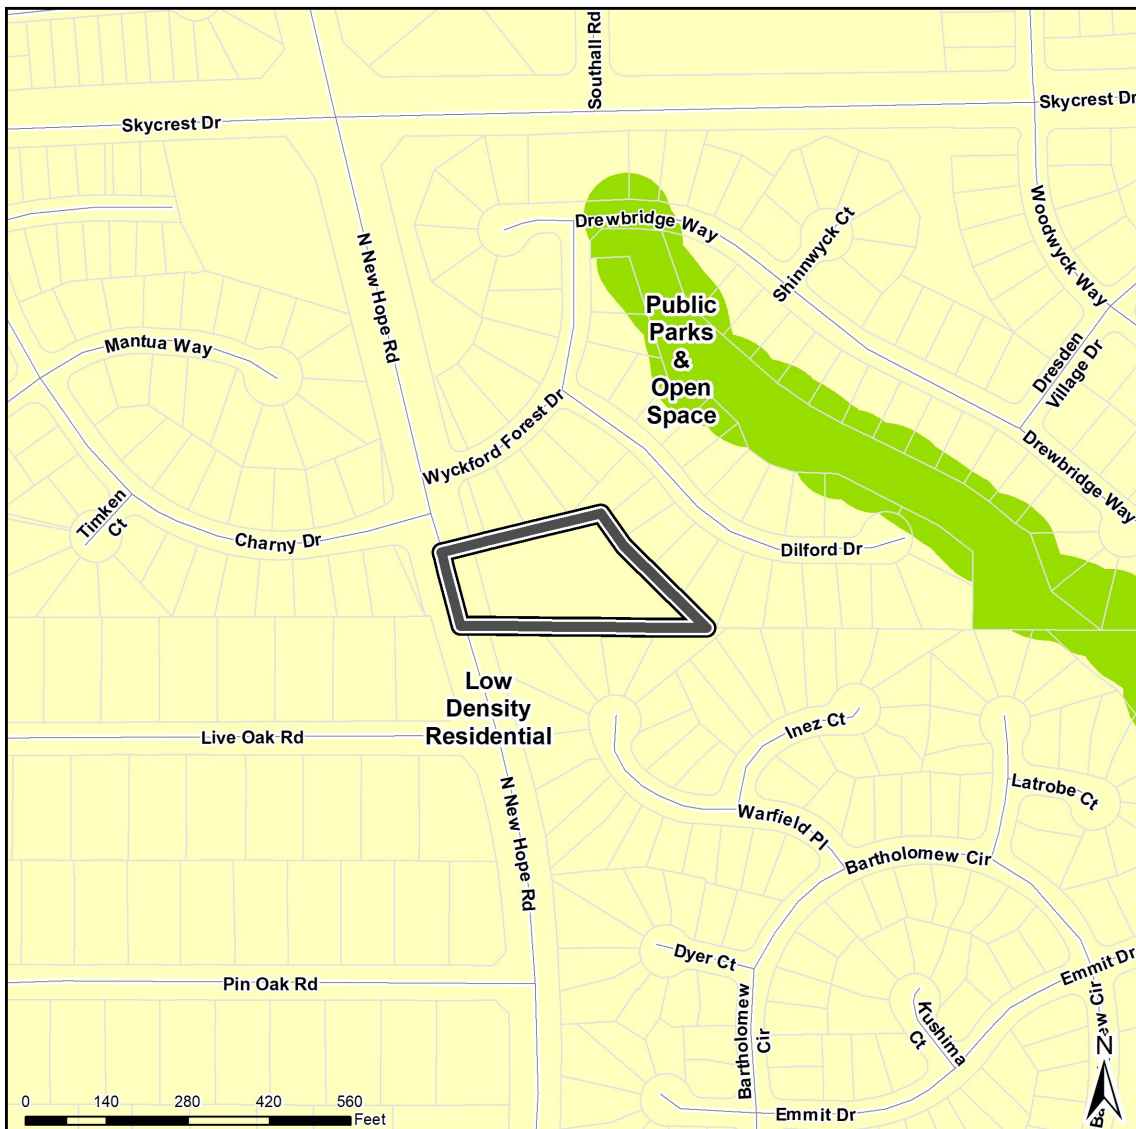 Southall Rd
Skycrest Dr
Skycrest Dr
N New Hope Rd
Drewbridge Way
Shinnwyck Ct
Woodwyck Way
Mantua Way
Public
Parks
&
Open
Space
Dresden
Village Dr
Wyckford Forest Dr
Drewbridge Way
Timken
Ct
Charny Dr
Dilford Dr
Low
Density
Residential
Live Oak Rd
Inez Ct
N New Hope Rd
Latrobe Ct
Warfield Pl
Bartholomew Cir
Dyer Ct
Emmit Dr
Pin Oak Rd
Bartholomew
Cir
Kushima
Ct
ew Cir
N
Ba
0 140 280 420 560
Feet
Emmit Dr